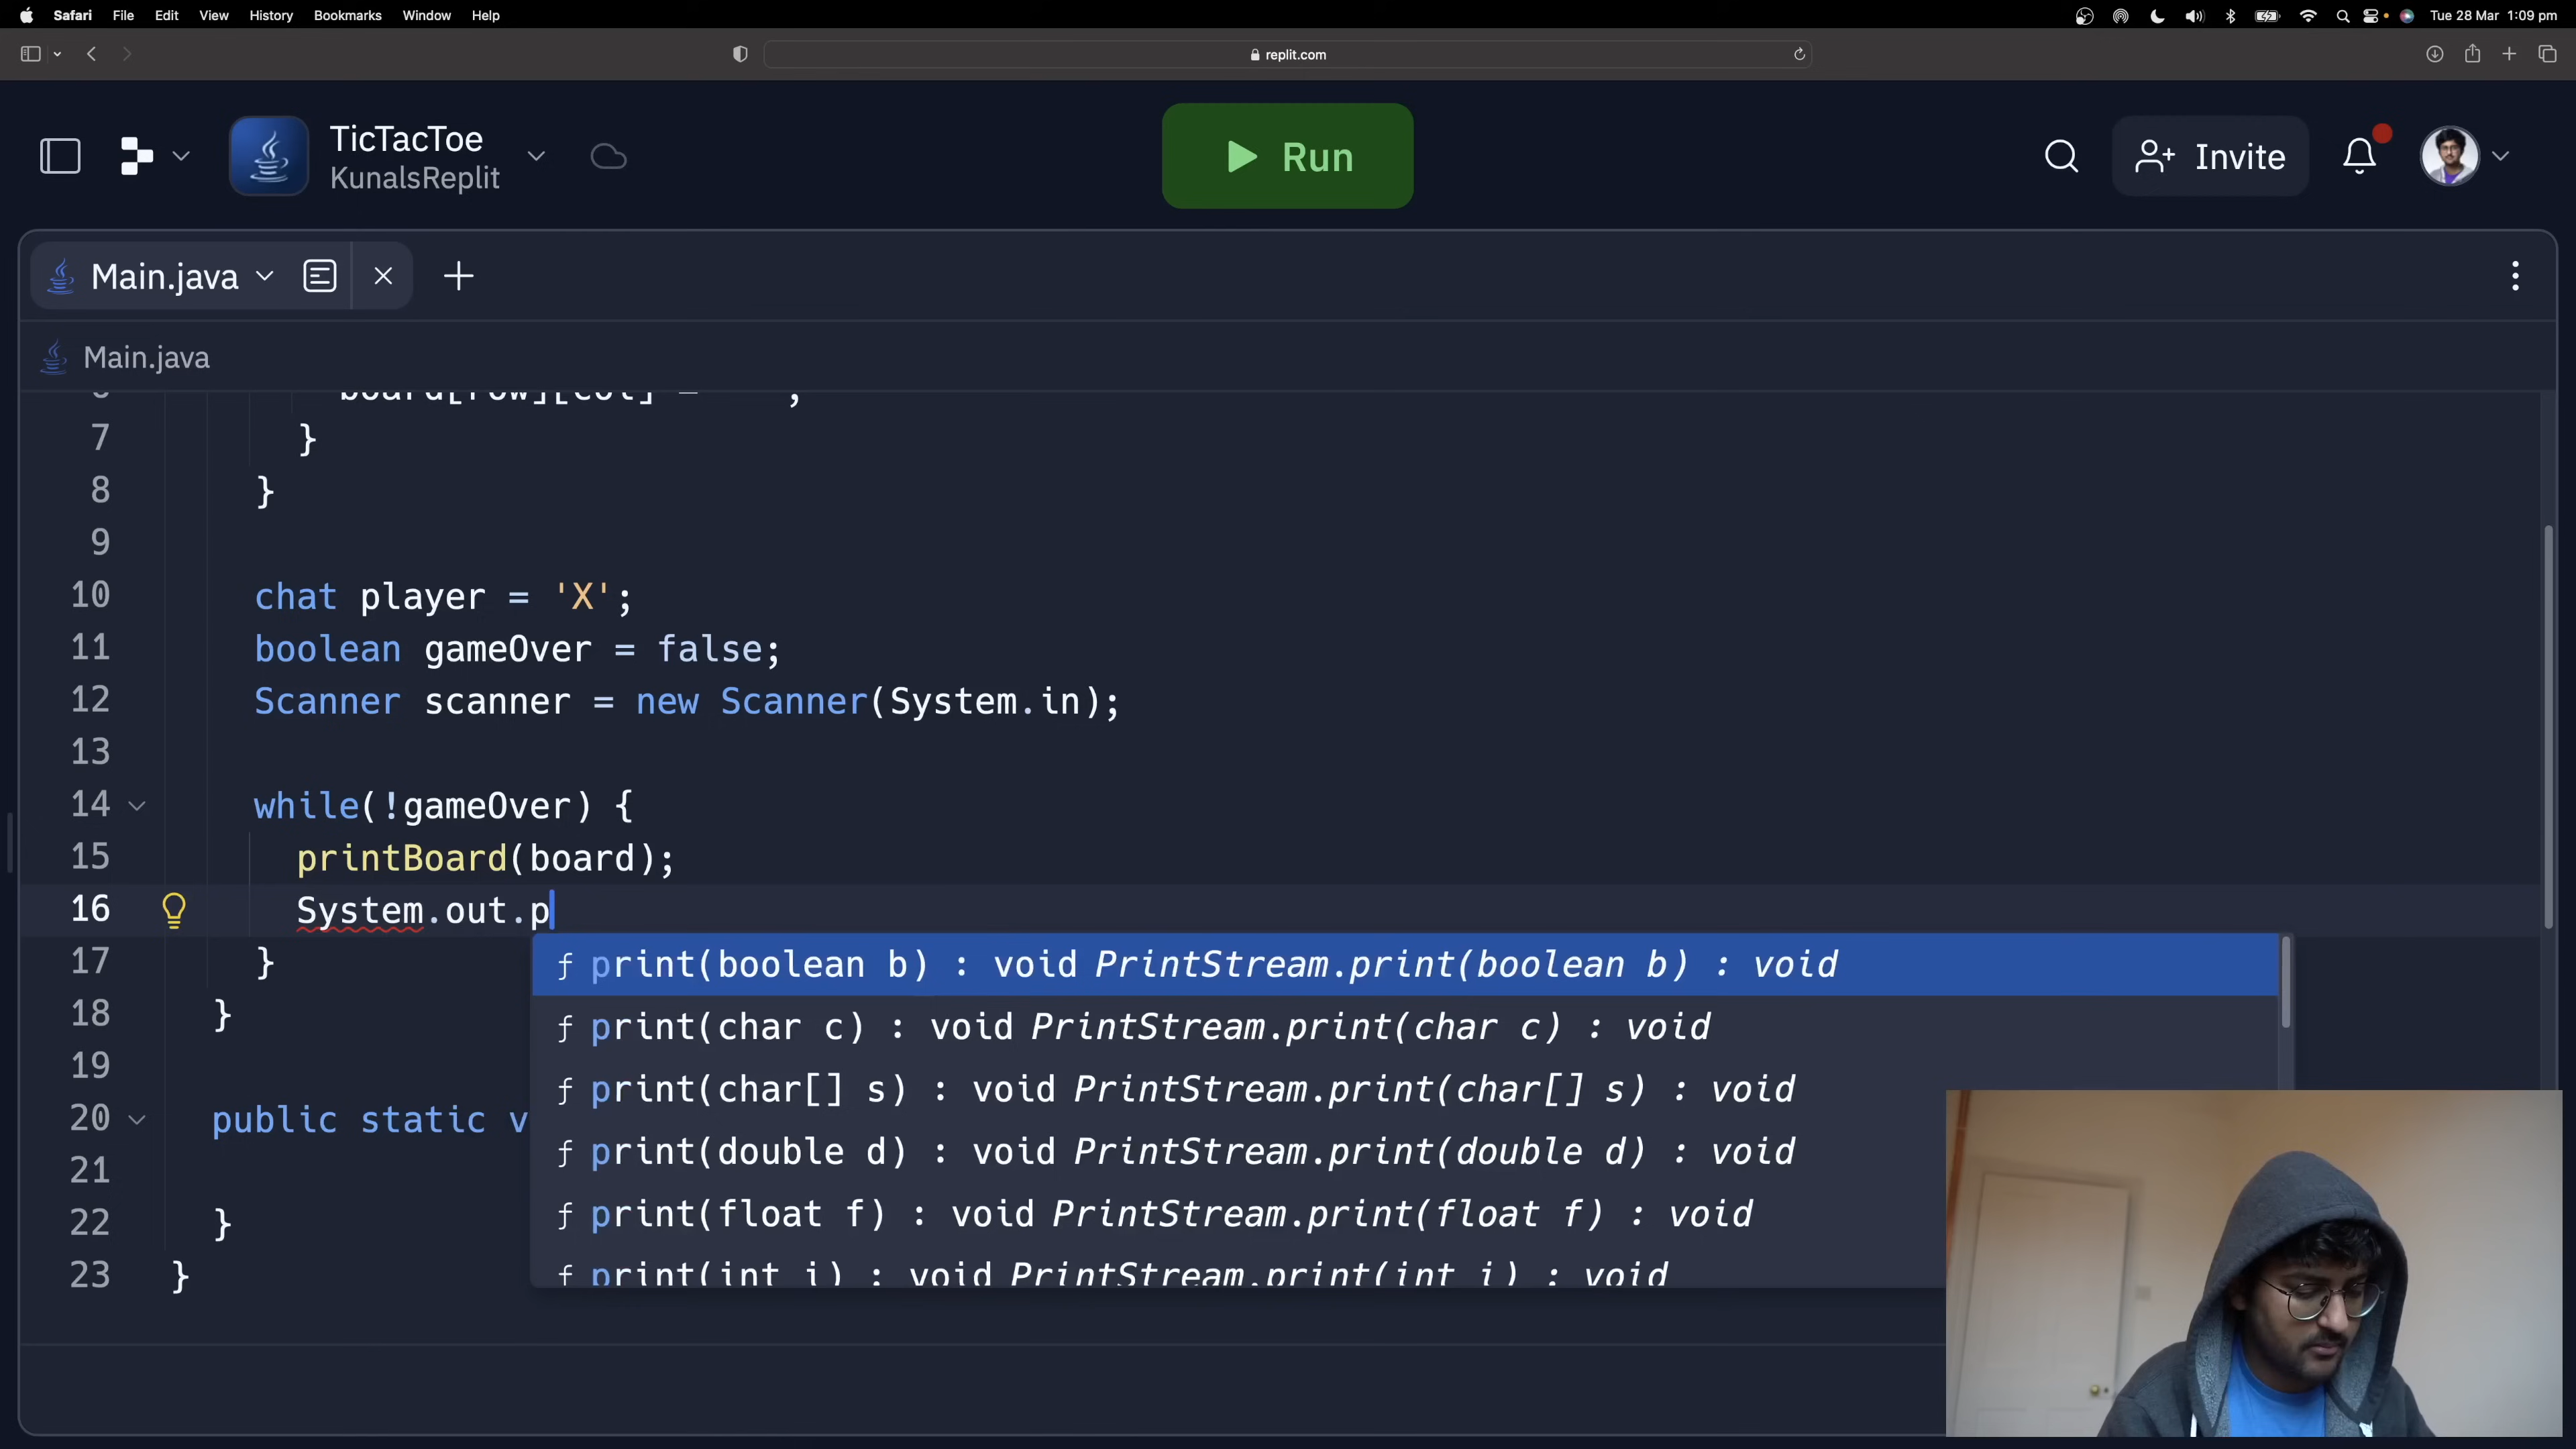 Safari File Edit View History Bookmarks Window Help Tue 28 Mar 1:09 pm
replit.com
TicTacToe
KunalsReplit
Run
Invite
Main.java
Main.java
7 }
8 }
9
10 chat player = 'X';
11 boolean gameOver = false;
12 Scanner scanner = new Scanner(System.in);
13
14 while(!gameOver) {
15 printBoard(board);
16 System.out.p
17 }
18 }
19
20 public static v
21
22 }
23 }
ƒ print(boolean b) : void PrintStream.print(boolean b) : void
ƒ print(char c) : void PrintStream.print(char c) : void
ƒ print(char[] s) : void PrintStream.print(char[] s) : void
ƒ print(double d) : void PrintStream.print(double d) : void
ƒ print(float f) : void PrintStream.print(float f) : void
ƒ print(int i) : void PrintStream.print(int i) : void